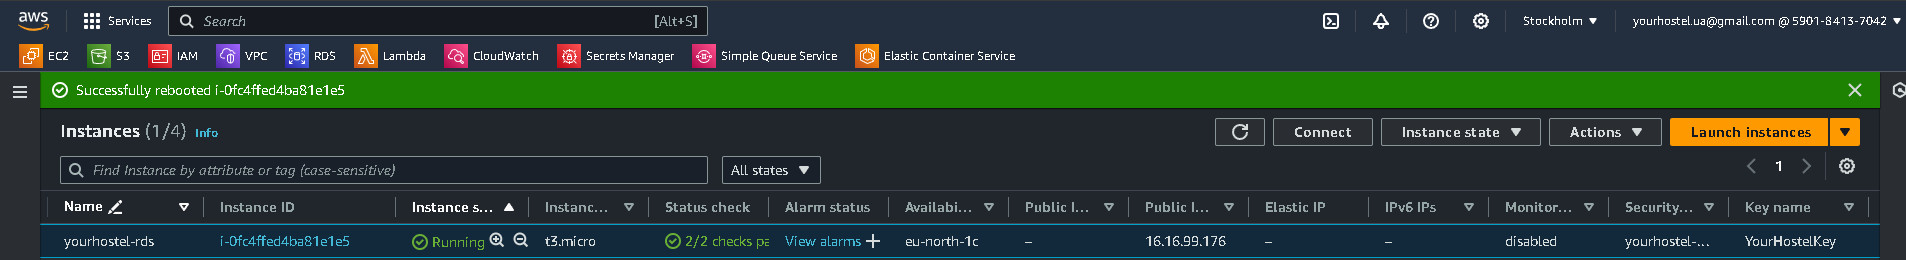 aws Services Search [Alt+S] Stockholm yourhostel.ua@gmail.com @ 5901-8413-7042
EC2 S3 IAM VPC RDS Lambda CloudWatch Secrets Manager Simple Queue Service Elastic Container Service
Successfully rebooted i-0fc4ffed4ba81e1e5
Instances (1/4) Info Connect Instance state Actions Launch instances
Find Instance by attribute or tag (case-sensitive) All states 1
Name Instance ID Instance s... Instanc... Status check Alarm status Availabi... Public I... Public I... Elastic IP IPv6 IPs Monitor... Security... Key name
yourhostel-rds i-0fc4ffed4ba81e1e5 Running t3.micro 2/2 checks pa View alarms + eu-north-1c – 16.16.99.176 – – disabled yourhostel-... YourHostelKey